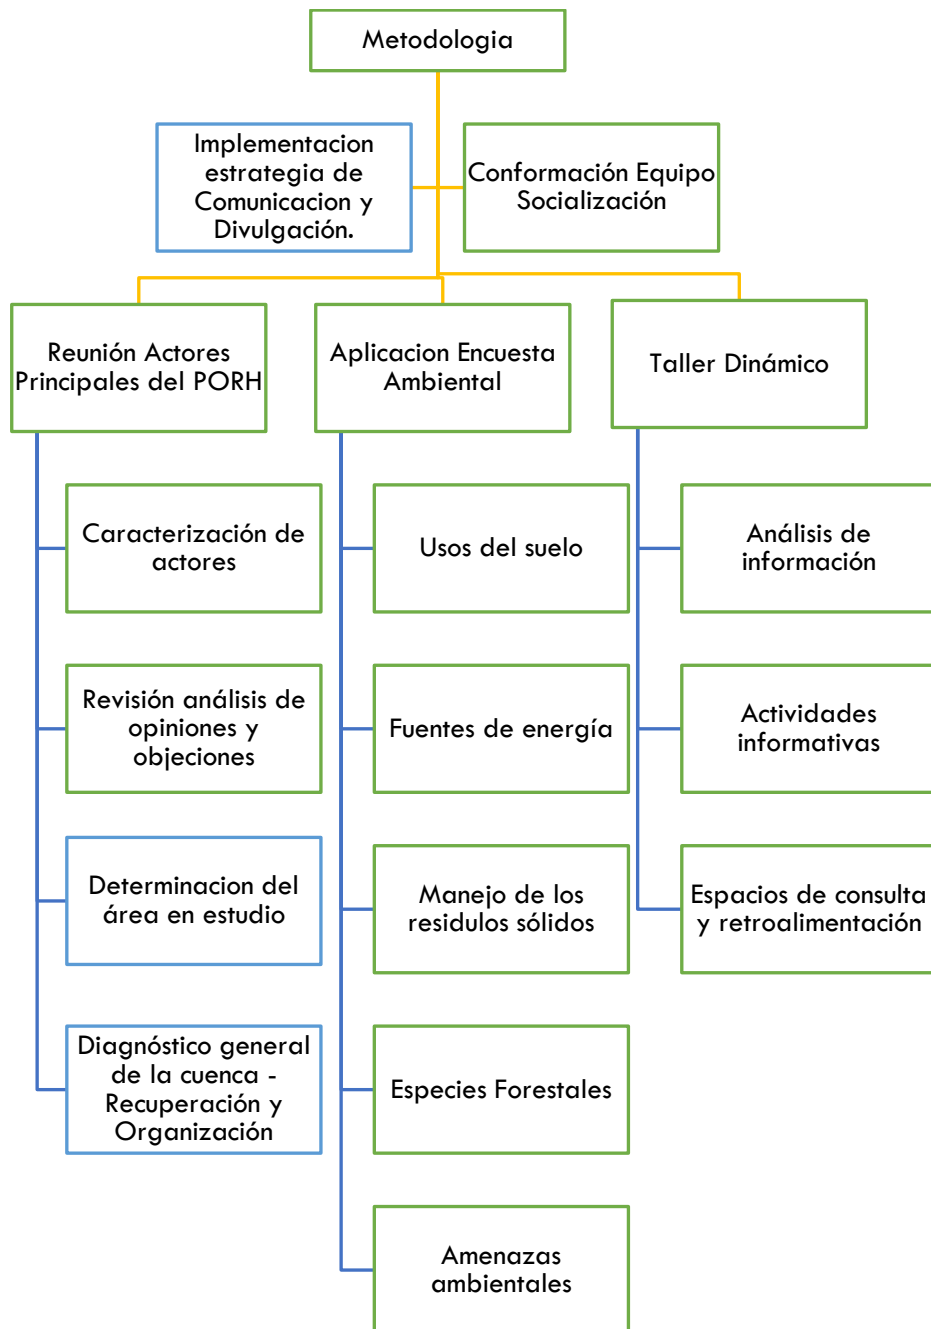 Metodologia
Implementacion
estrategia de
Comunicacion y
Divulgación.
Conformación Equipo
Socialización
Reunión Actores
Principales del PORH
Aplicacion Encuesta
Ambiental
Taller Dinámico
Caracterización de
actores
Usos del suelo
Análisis de
información
Revisión análisis de
opiniones y
objeciones
Fuentes de energía
Actividades
informativas
Determinacion del
área en estudio
Manejo de los
residulos sólidos
Espacios de consulta
y retroalimentación
Diagnóstico general
de la cuenca -
Recuperación y
Organización
Especies Forestales
Amenazas
ambientales